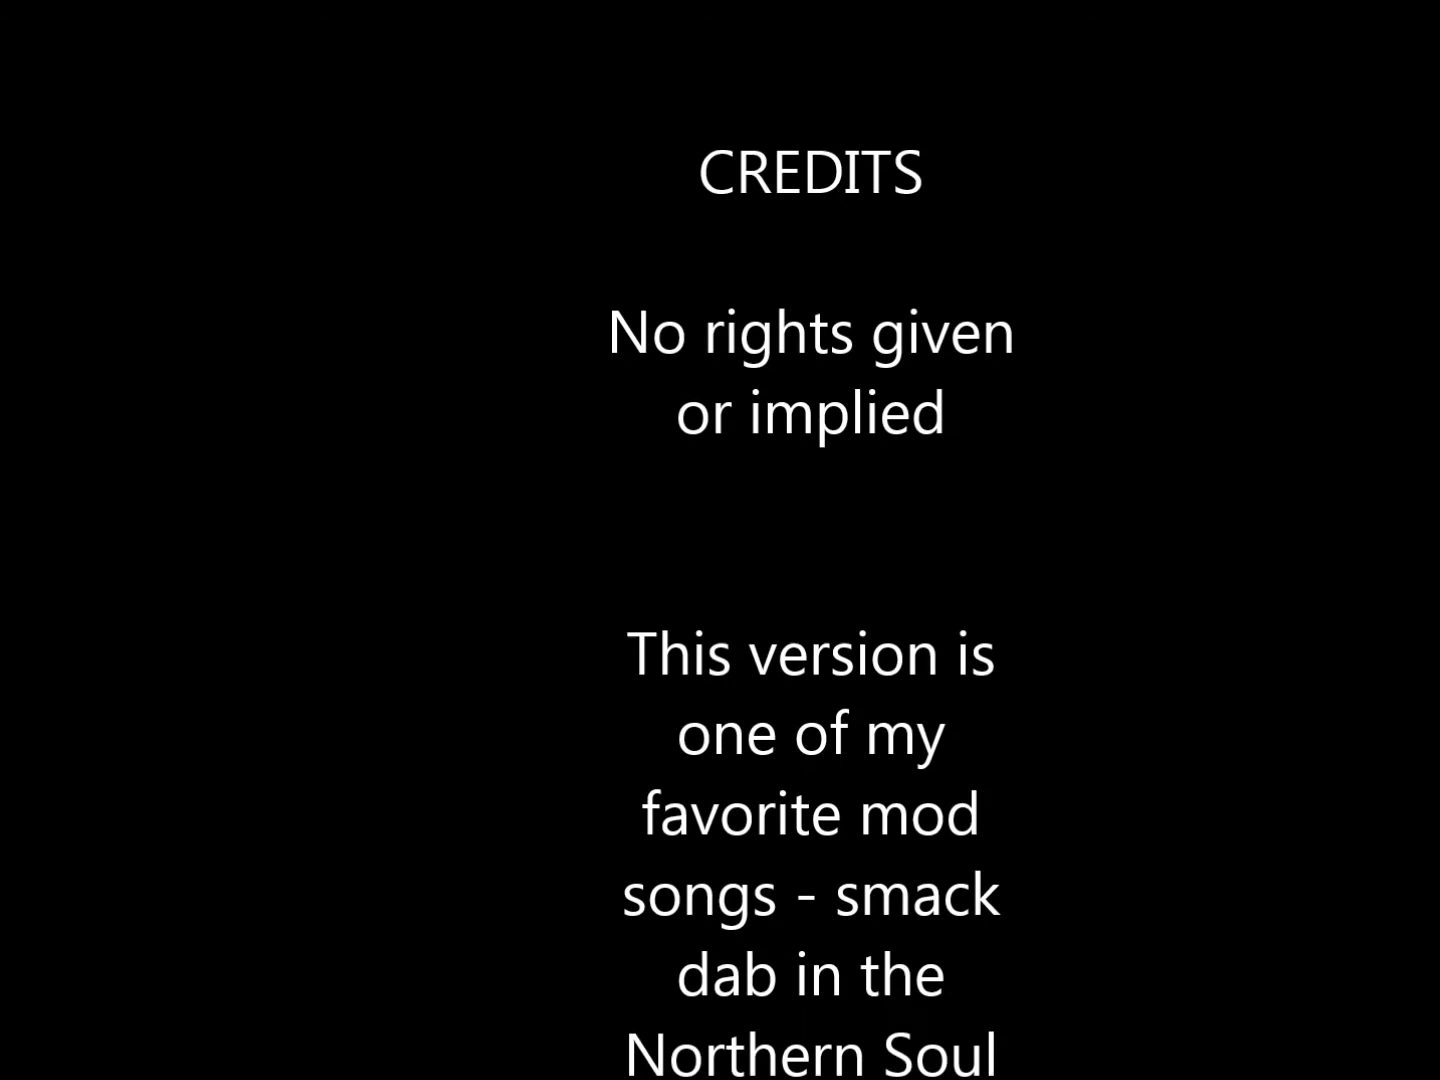 CREDITS
No rights given
or implied
This version is
one of my
favorite mod
songs - smack
dab in the
Northern Soul